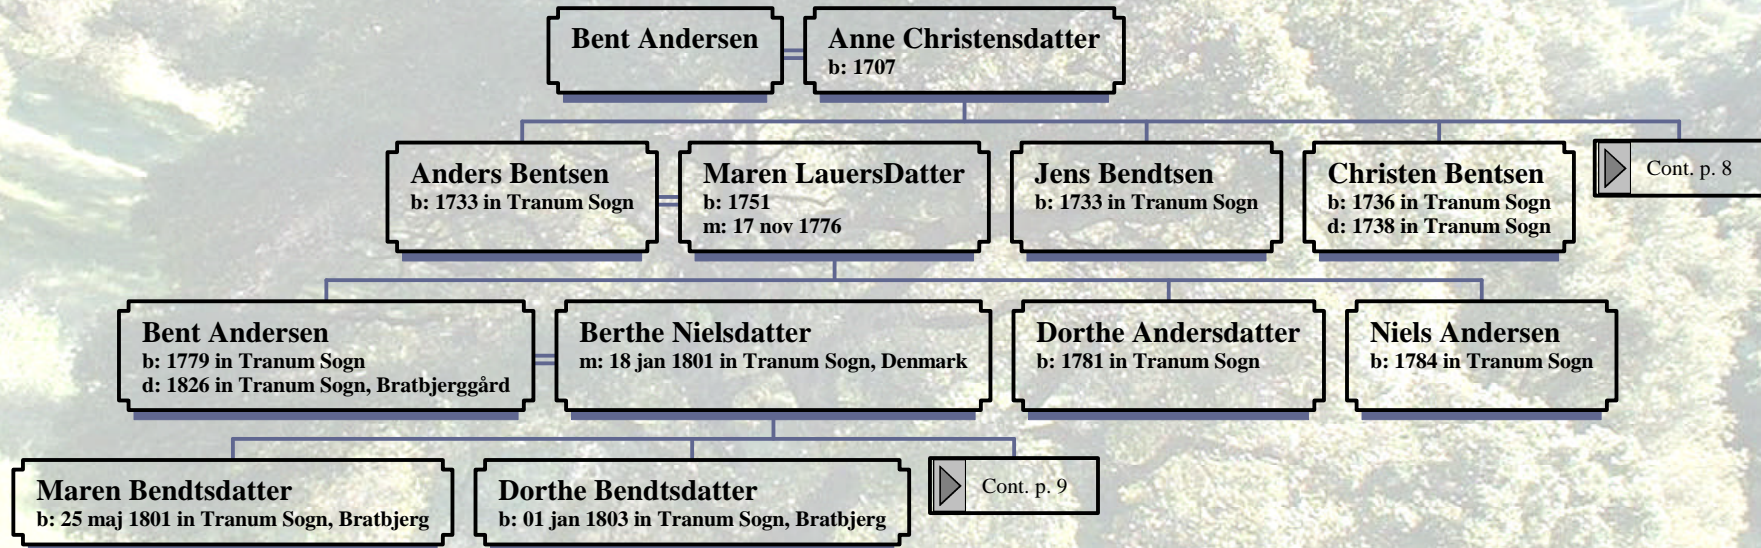 Bent Andersen
Anne Christensdatter
b: 1707
Anders Bentsen
b: 1733 in Tranum Sogn
Maren LauersDatter
b: 1751
m: 17 nov 1776
Jens Bendtsen
b: 1733 in Tranum Sogn
Christen Bentsen
b: 1736 in Tranum Sogn
d: 1738 in Tranum Sogn
Cont. p. 8
Bent Andersen
b: 1779 in Tranum Sogn
d: 1826 in Tranum Sogn, Bratbjerggård
Berthe Nielsdatter
m: 18 jan 1801 in Tranum Sogn, Denmark
Dorthe Andersdatter
b: 1781 in Tranum Sogn
Niels Andersen
b: 1784 in Tranum Sogn
Maren Bendtsdatter
b: 25 maj 1801 in Tranum Sogn, Bratbjerg
Dorthe Bendtsdatter
b: 01 jan 1803 in Tranum Sogn, Bratbjerg
Cont. p. 9